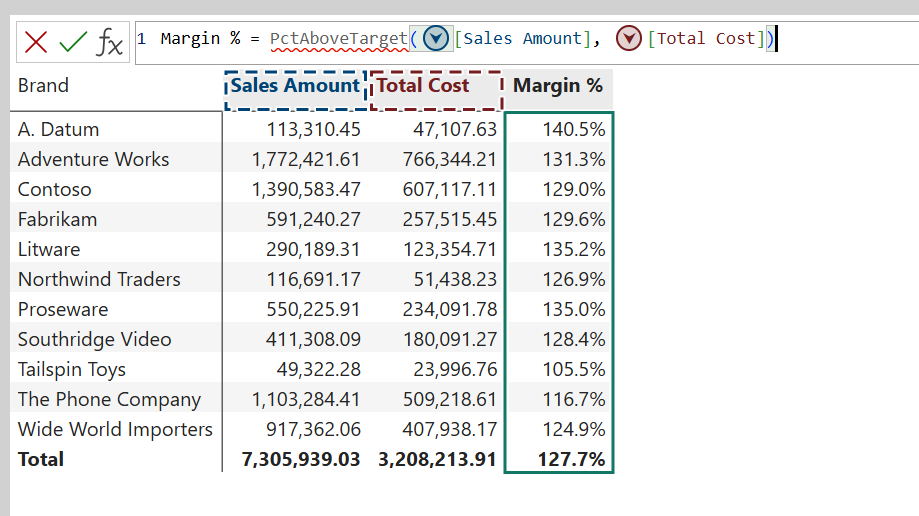 1 Margin % = PctAboveTarget( [Sales Amount], [Total Cost])
Brand Sales Amount Total Cost Margin %
A. Datum 113,310.45 47,107.63 140.5%
Adventure Works 1,772,421.61 766,344.21 131.3%
Contoso 1,390,583.47 607,117.11 129.0%
Fabrikam 591,240.27 257,515.45 129.6%
Litware 290,189.31 123,354.71 135.2%
Northwind Traders 116,691.17 51,438.23 126.9%
Proseware 550,225.91 234,091.78 135.0%
Southridge Video 411,308.09 180,091.27 128.4%
Tailspin Toys 49,322.28 23,996.76 105.5%
The Phone Company 1,103,284.41 509,218.61 116.7%
Wide World Importers 917,362.06 407,938.17 124.9%
Total 7,305,939.03 3,208,213.91 127.7%